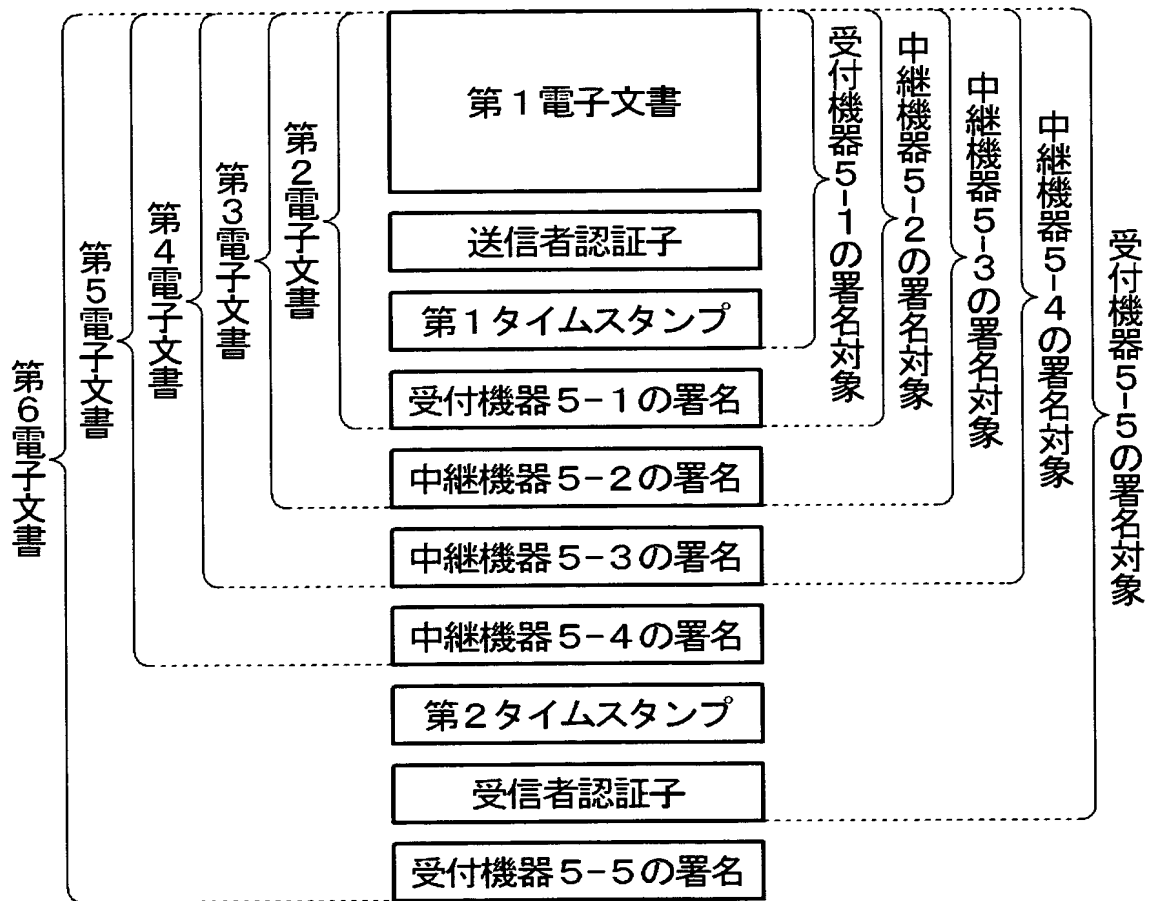 第6電子文書
第5電子文書
第4電子文書
第3電子文書
第2電子文書
第1電子文書
送信者認証子
第1タイムスタンプ
受付機器5-1の署名
中継機器5-2の署名
中継機器5-3の署名
中継機器5-4の署名
第2タイムスタンプ
受信者認証子
受付機器5-5の署名
受付機器5-1の署名対象
中継機器5-2の署名対象
中継機器5-3の署名対象
中継機器5-4の署名対象
受付機器5-5の署名対象